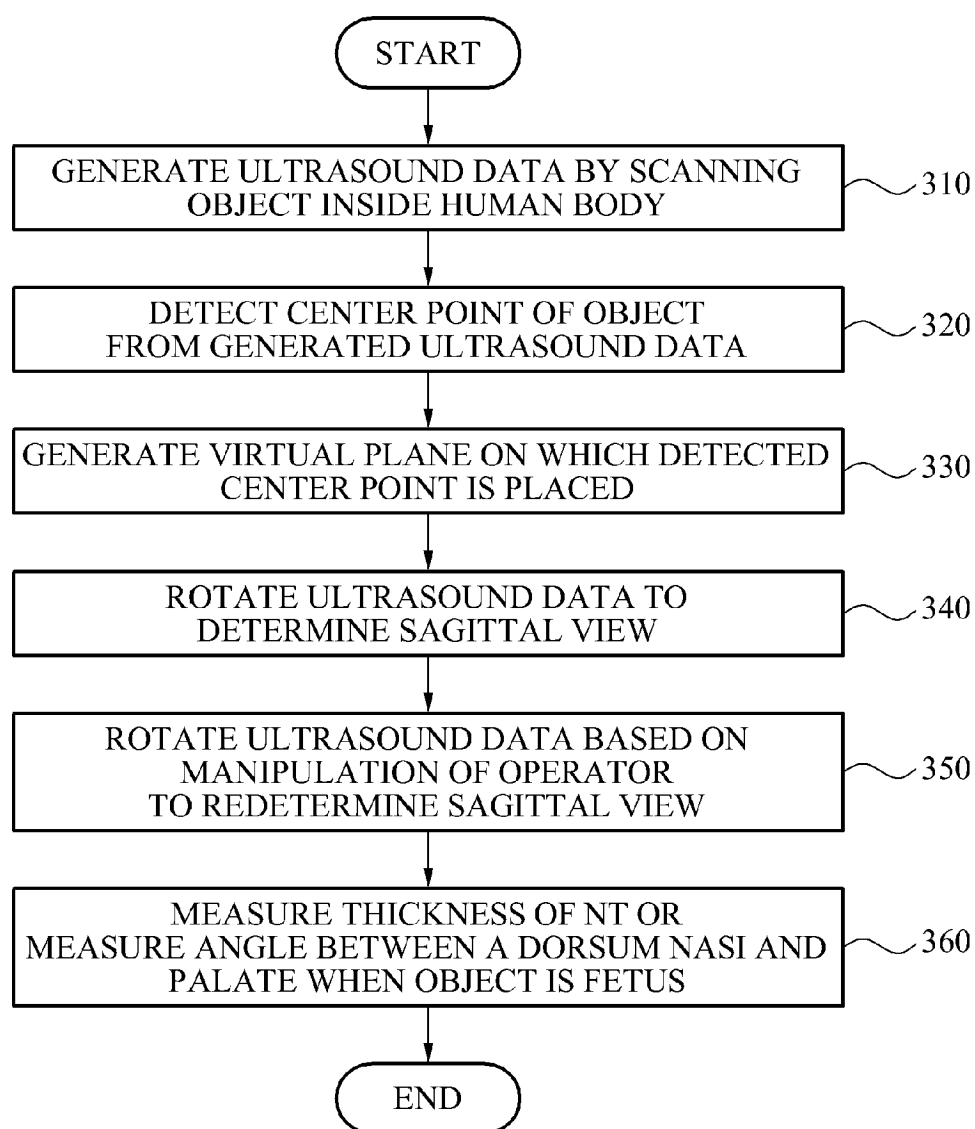 START
GENERATE ULTRASOUND DATA BY SCANNING
OBJECT INSIDE HUMAN BODY
310
DETECT CENTER POINT OF OBJECT
FROM GENERATED ULTRASOUND DATA
320
GENERATE VIRTUAL PLANE ON WHICH DETECTED
CENTER POINT IS PLACED
330
ROTATE ULTRASOUND DATA TO
DETERMINE SAGITTAL VIEW
340
ROTATE ULTRASOUND DATA BASED ON
MANIPULATION OF OPERATOR
TO REDETERMINE SAGITTAL VIEW
350
MEASURE THICKNESS OF NT OR
MEASURE ANGLE BETWEEN A DORSUM NASI AND
PALATE WHEN OBJECT IS FETUS
360
END